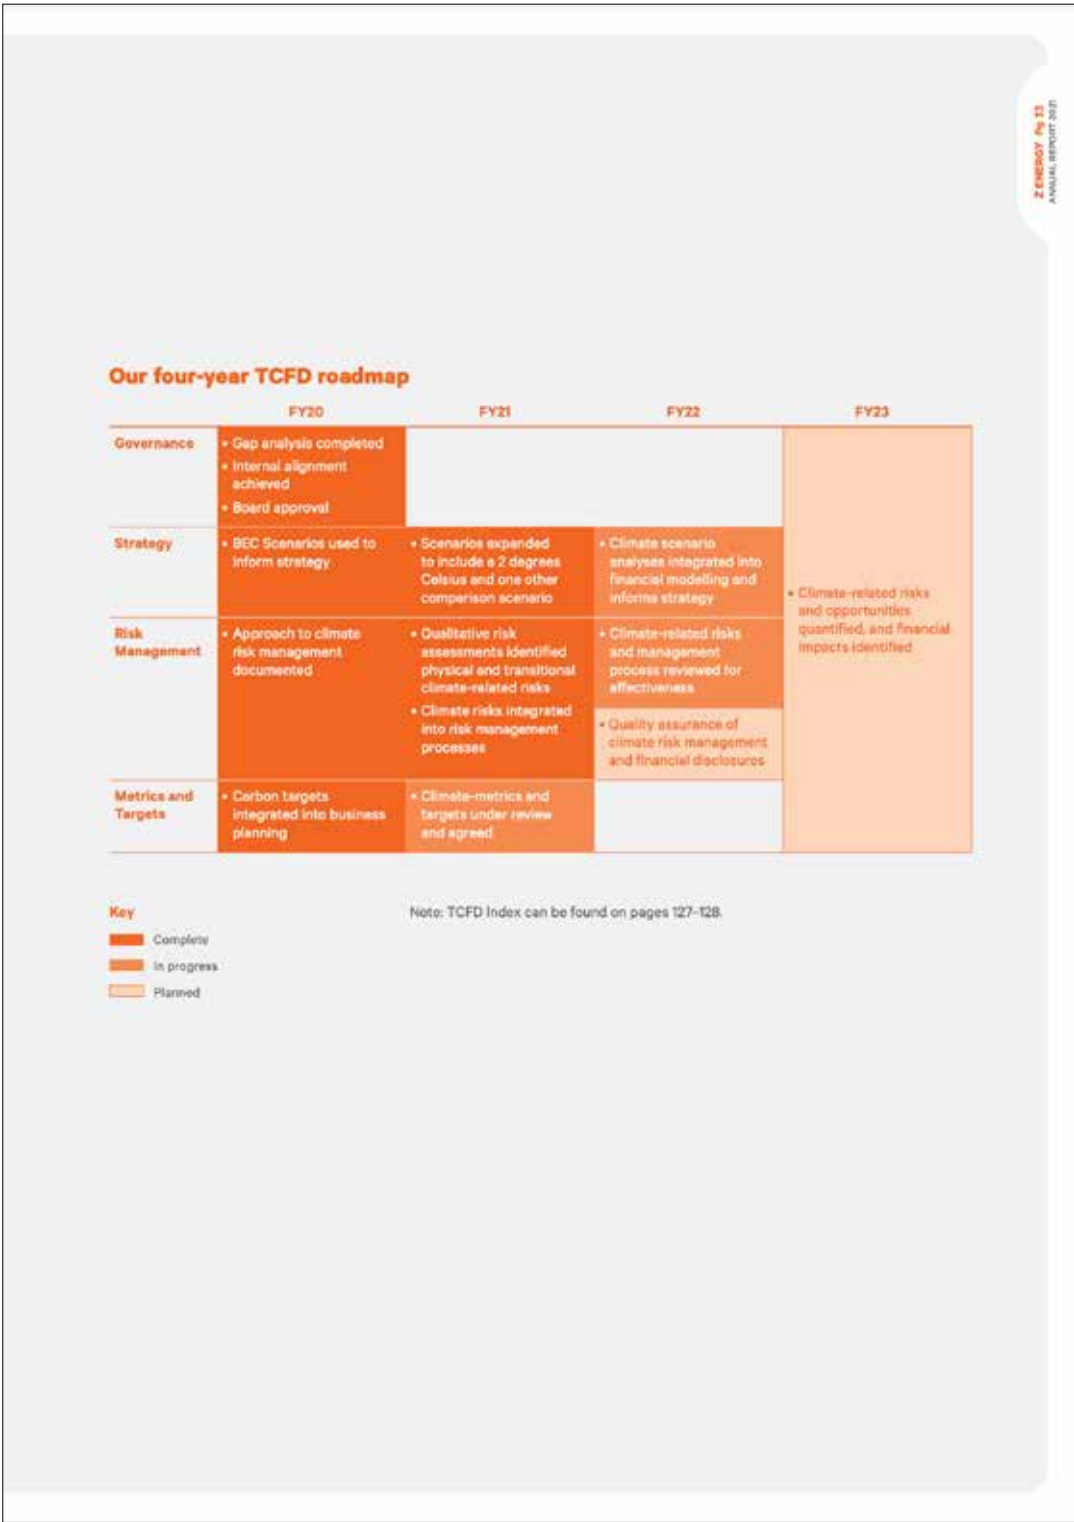 Z ENERGY Pg 33
ANNUAL REPORT 2021
Our four-year TCFD roadmap
FY20
FY21
FY22
FY23
Governance
• Gap analysis completed
• Internal alignment
achieved
• Board approval
Strategy
• BEC Scenarios used to
inform strategy
• Scenarios expanded
to include a 2 degrees
Celsius and one other
comparison scenario
• Climate scenario
analyses integrated into
financial modelling and
informs strategy
• Climate-related risks
and opportunities
quantified, and financial
impacts identified
Risk
Management
• Approach to climate
risk management
documented
• Qualitative risk
assessments identified
physical and transitional
climate-related risks
• Climate risks integrated
into risk management
processes
• Climate-related risks
and management
process reviewed for
effectiveness
• Quality assurance of
climate risk management
and financial disclosures
Metrics and
Targets
• Carbon targets
integrated into business
planning
• Climate-metrics and
targets under review
and agreed
Key
Complete
In progress
Planned
Note: TCFD Index can be found on pages 127-128.